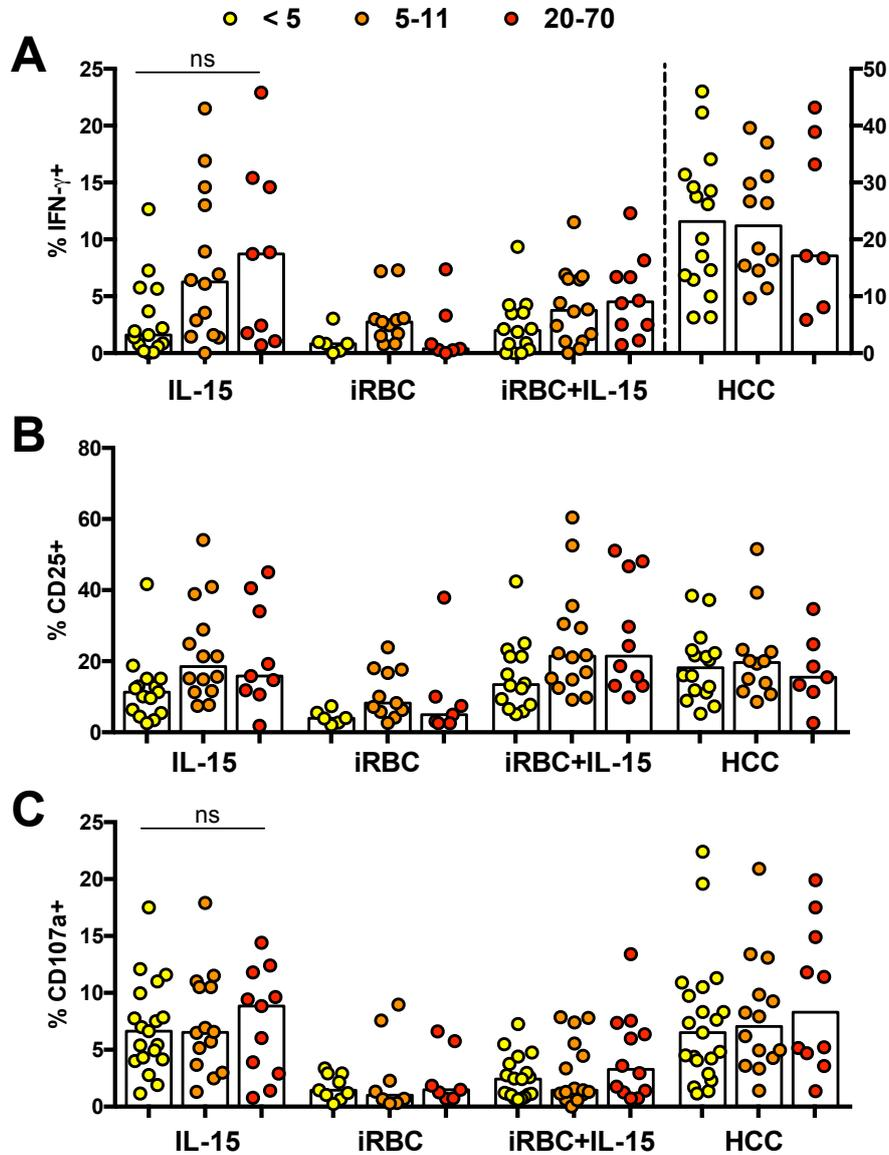 < 5 5-11 20-70
A
ns
% IFN-γ+
25 50
20 40
15 30
10 20
5 10
0 0
IL-15 iRBC iRBC+IL-15 HCC
B
% CD25+
80
60
40
20
0
IL-15 iRBC iRBC+IL-15 HCC
C
ns
% CD107a+
25
20
15
10
5
0
IL-15 iRBC iRBC+IL-15 HCC